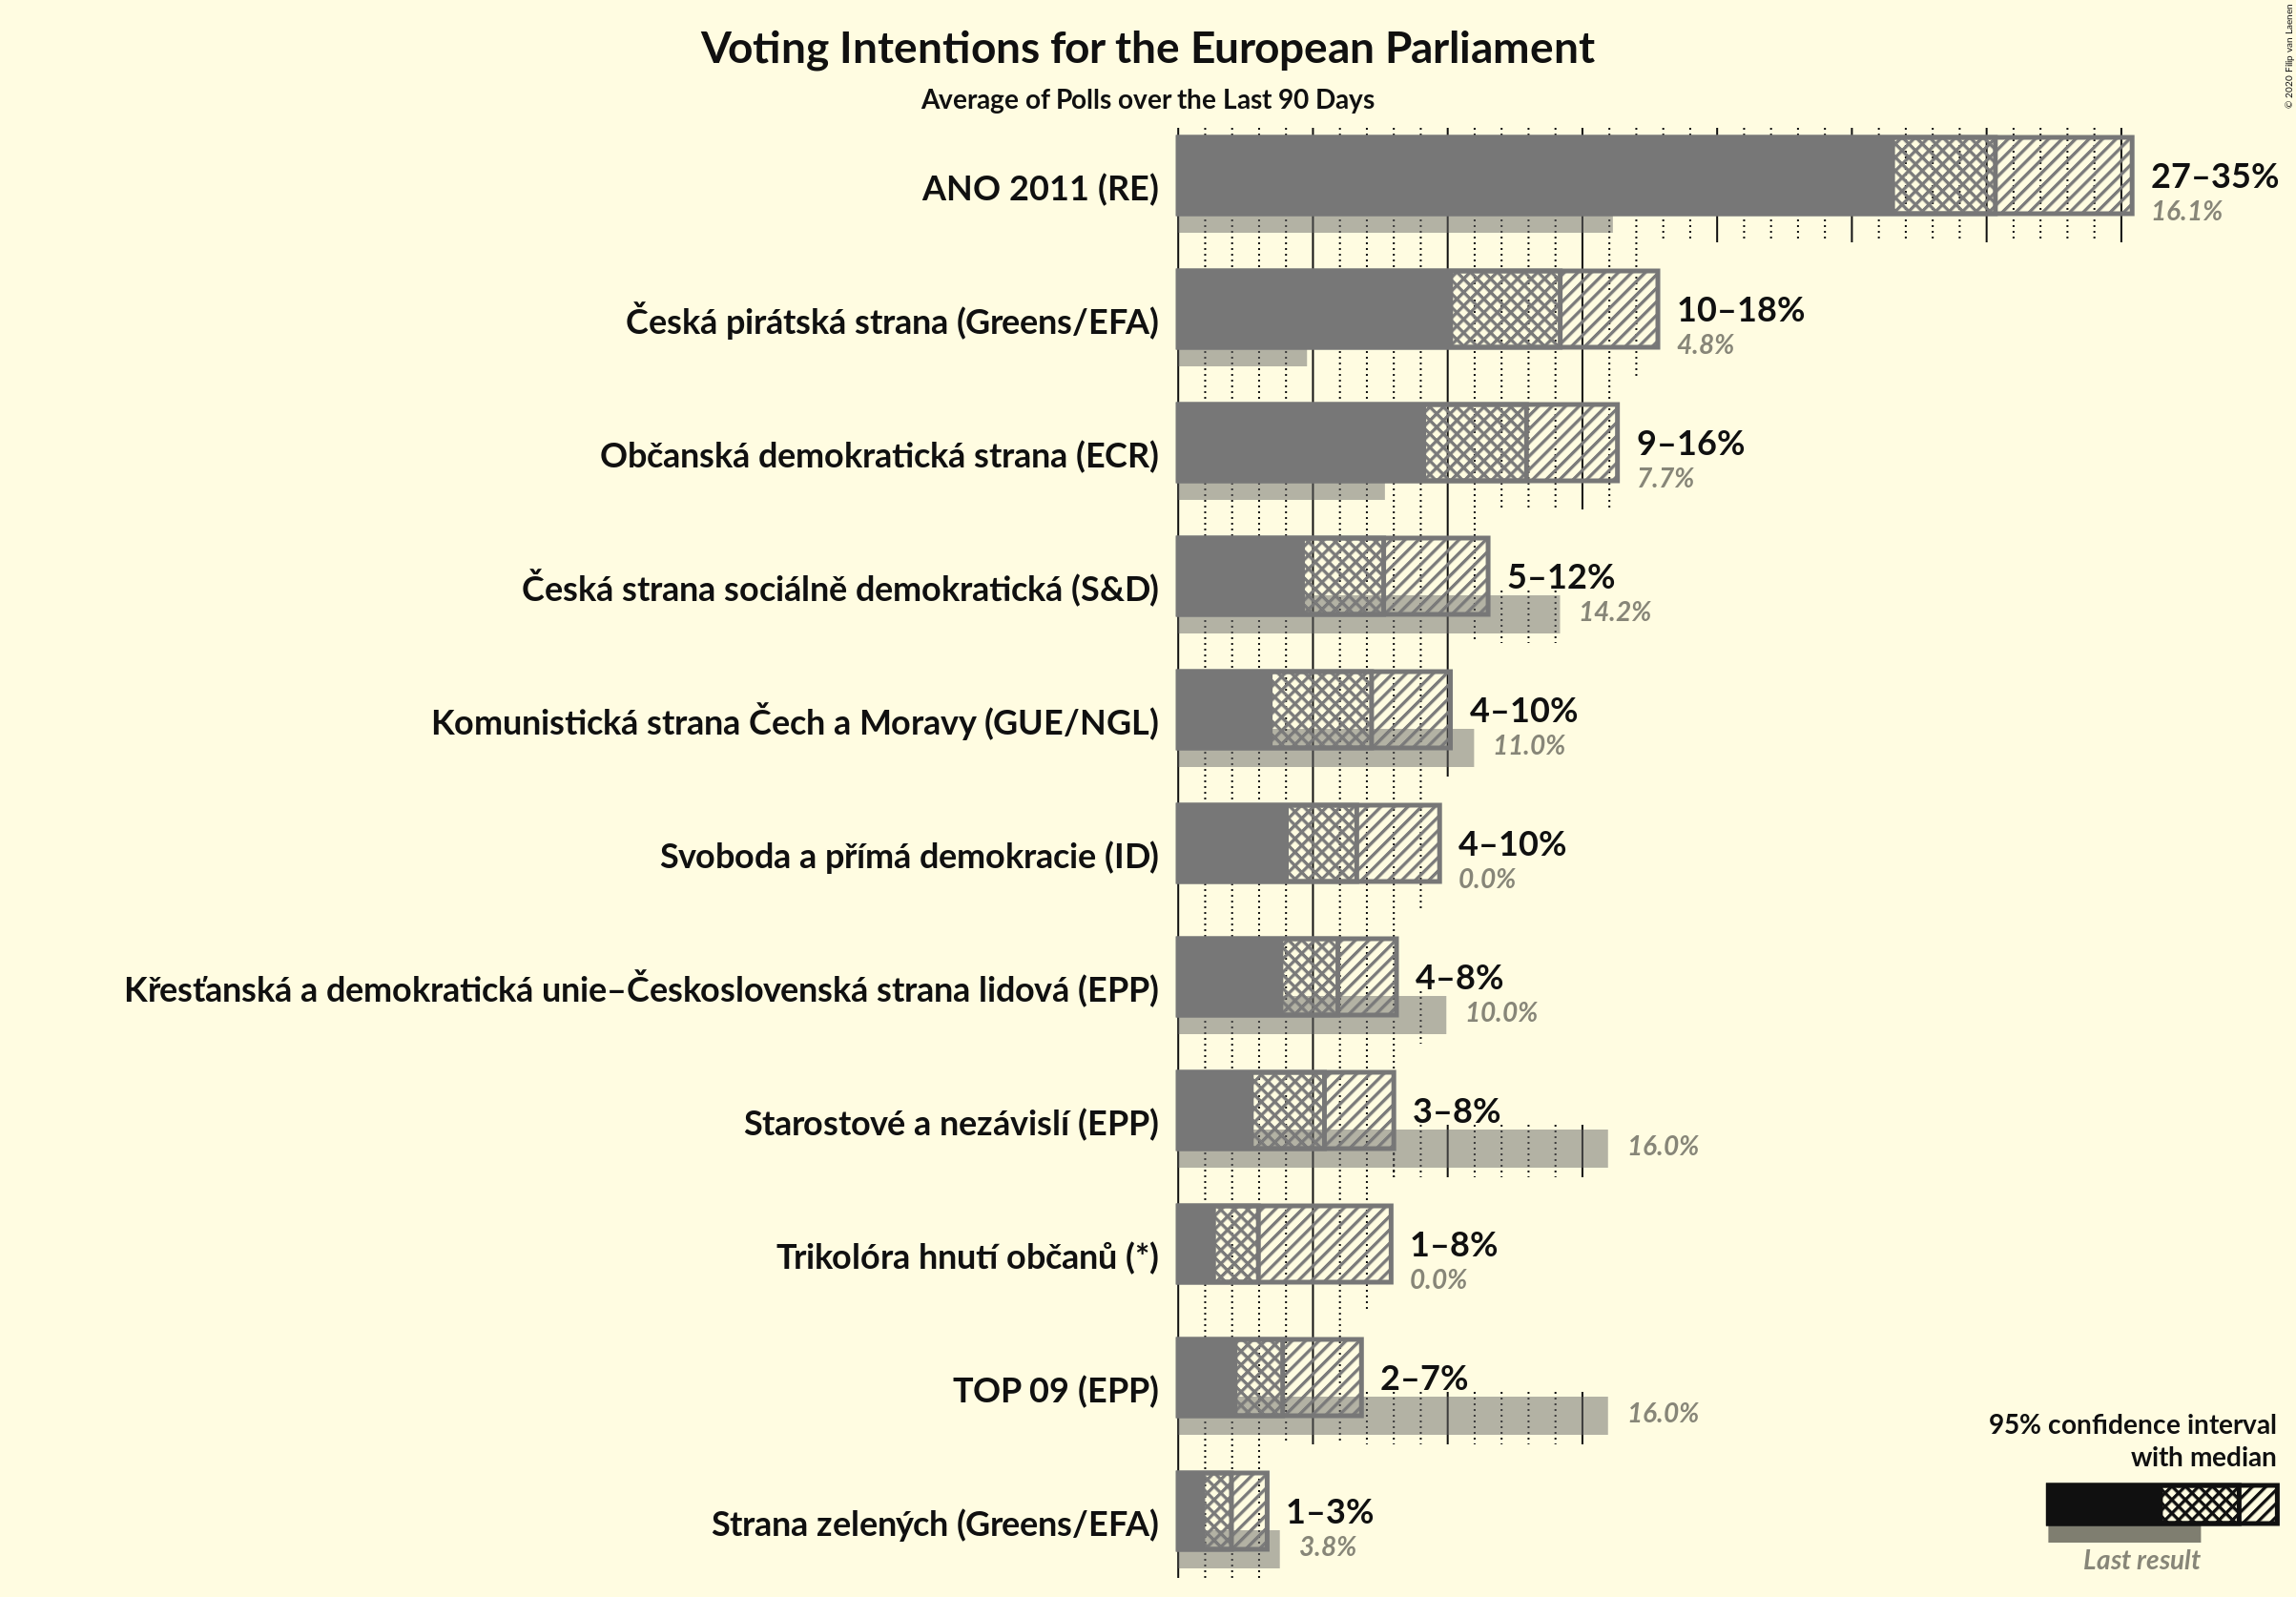 Voting Intentions for the European Parliament
Average of Polls over the Last 90 Days
© 2020 Filip van Laenen
ANO 2011 (RE)
27–35%
16.1%
Česká pirátská strana (Greens/EFA)
10–18%
4.8%
Občanská demokratická strana (ECR)
9–16%
7.7%
Česká strana sociálně demokratická (S&D)
5–12%
14.2%
Komunistická strana Čech a Moravy (GUE/NGL)
4–10%
11.0%
Svoboda a přímá demokracie (ID)
4–10%
0.0%
Křesťanská a demokratická unie–Československá strana lidová (EPP)
4–8%
10.0%
Starostové a nezávislí (EPP)
3–8%
16.0%
Trikolóra hnutí občanů (*)
1–8%
0.0%
TOP 09 (EPP)
2–7%
16.0%
Strana zelených (Greens/EFA)
1–3%
3.8%
95% confidence interval
with median
Last result